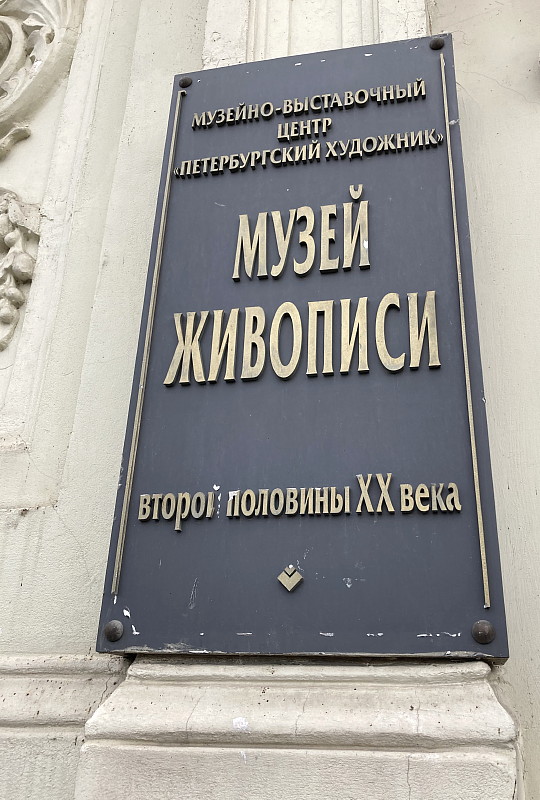 МУЗЕЙНО-ВЫСТАВОЧНЫЙ
ЦЕНТР
«ПЕТЕРБУРГСКИЙ ХУДОЖНИК»
МУЗЕЙ
ЖИВОПИСИ
второй половины XX века